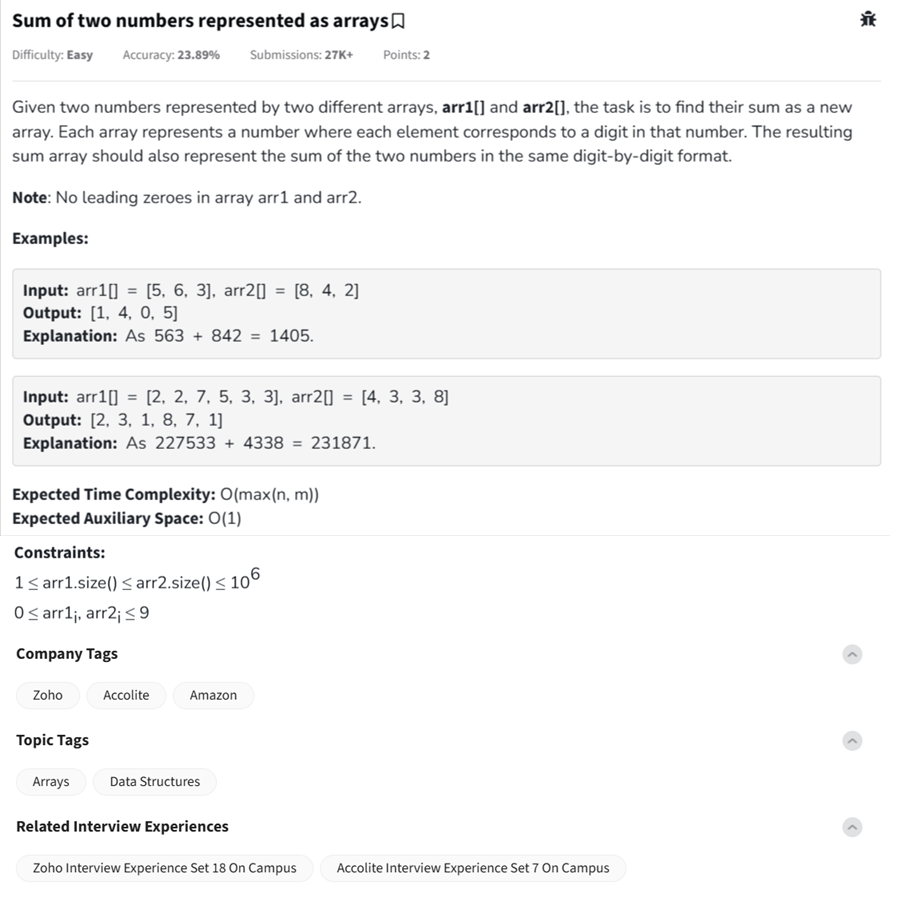 Sum of two numbers represented as arrays
Difficulty: Easy Accuracy: 23.89% Submissions: 27K+ Points: 2
Given two numbers represented by two different arrays, arr1[] and arr2[], the task is to find their sum as a new
array. Each array represents a number where each element corresponds to a digit in that number. The resulting
sum array should also represent the sum of the two numbers in the same digit-by-digit format.
Note: No leading zeroes in array arr1 and arr2.
Examples:
Input: arr1[] = [5, 6, 3], arr2[] = [8, 4, 2]
Output: [1, 4, 0, 5]
Explanation: As 563 + 842 = 1405.
Input: arr1[] = [2, 2, 7, 5, 3, 3], arr2[] = [4, 3, 3, 8]
Output: [2, 3, 1, 8, 7, 1]
Explanation: As 227533 + 4338 = 231871.
Expected Time Complexity: O(max(n, m))
Expected Auxiliary Space: O(1)
Constraints:
1 ≤ arr1.size() ≤ arr2.size() ≤ 10^6
0 ≤ arr1i, arr2i ≤ 9
Company Tags
Zoho Accolite Amazon
Topic Tags
Arrays Data Structures
Related Interview Experiences
Zoho Interview Experience Set 18 On Campus Accolite Interview Experience Set 7 On Campus